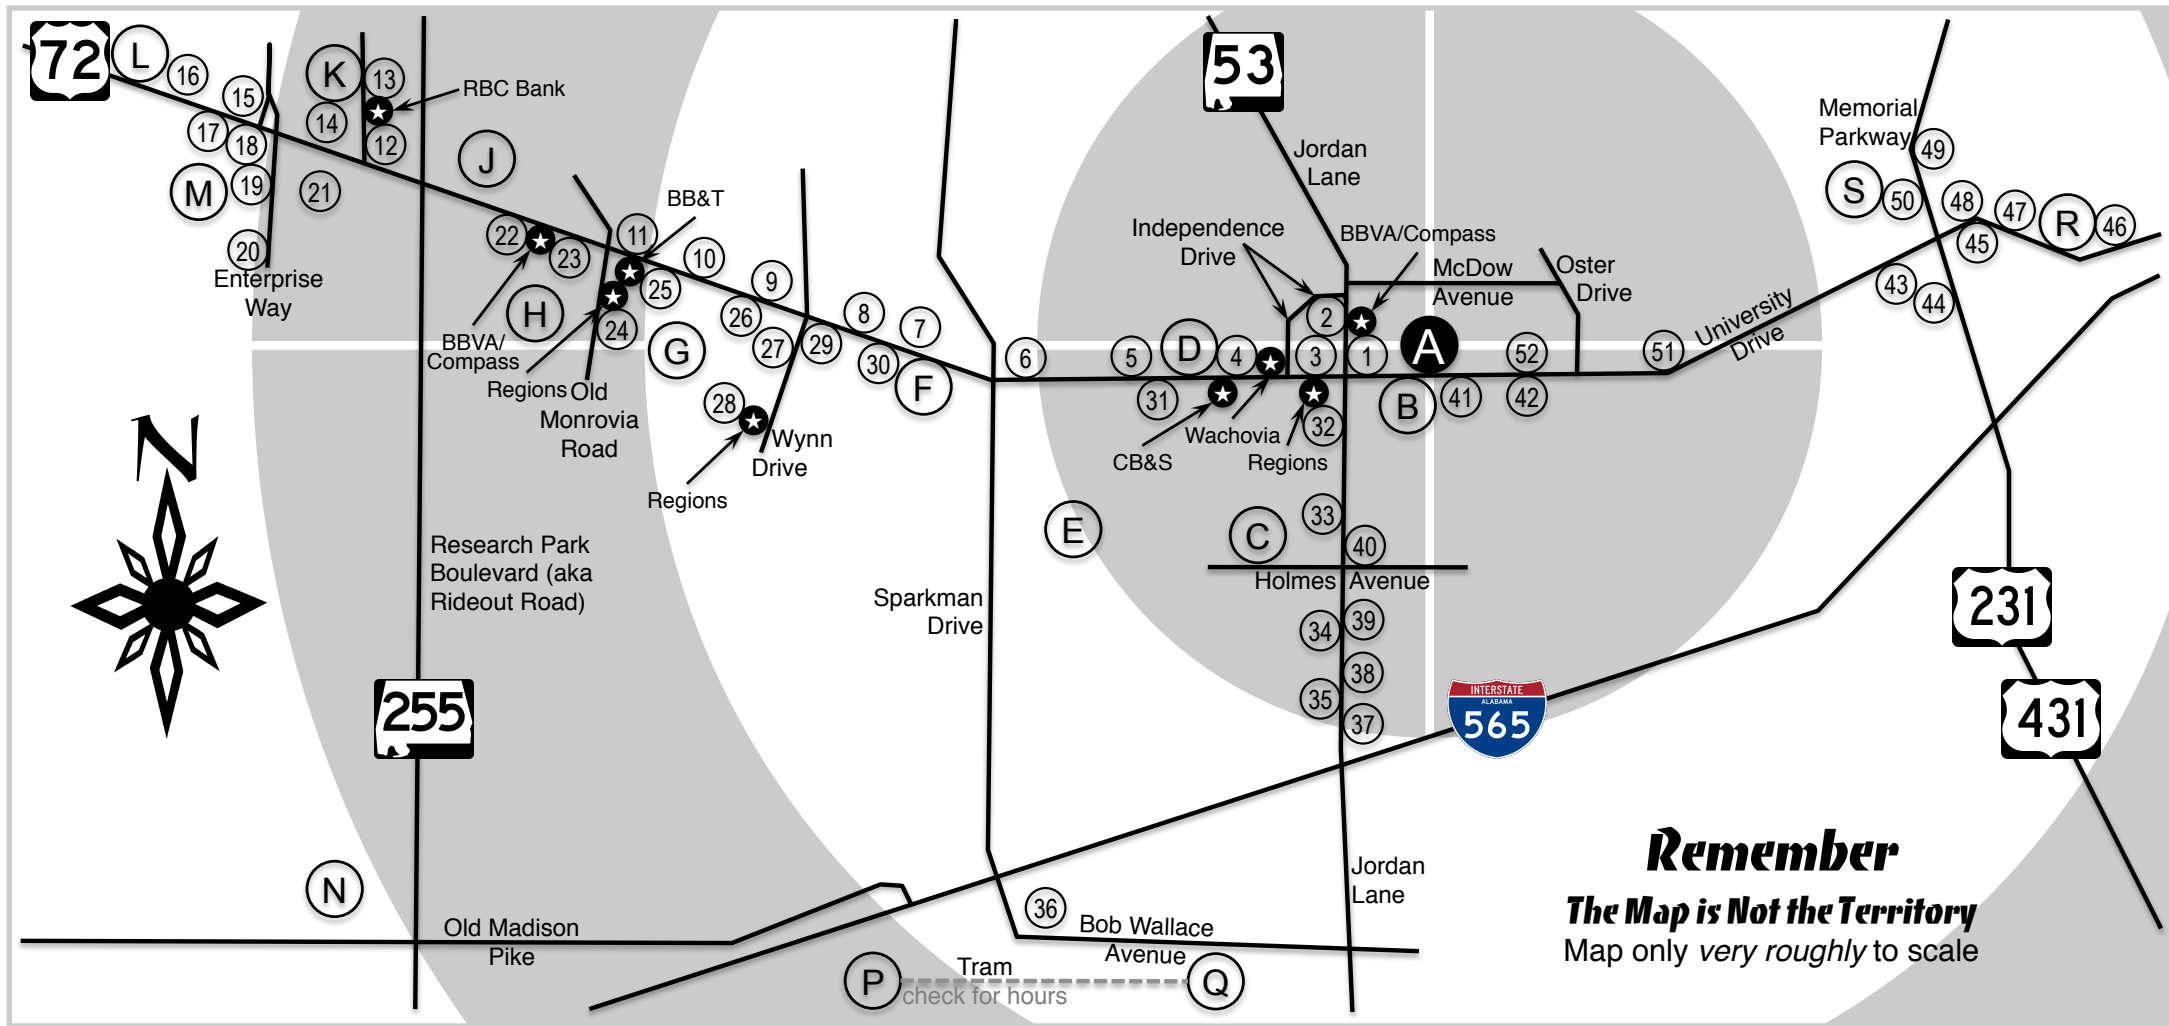 72
L
16
15
17
18
M
19
20
21
Enterprise
Way
K
13
14
12
RBC Bank
J
22
23
H
BBVA/
Compass
11
BB&T
10
25
24
Regions
Old
Monrovia
Road
G
9
26
27
29
8
7
30
F
28
Regions
Wynn
Drive
N
Research Park
Boulevard (aka
Rideout Road)
255
N
Old Madison
Pike
Sparkman
Drive
6
5
D
4
3
2
1
A
31
CB&S
Wachovia
Regions
32
B
41
42
52
51
53
Jordan
Lane
Independence
Drive
BBVA/Compass
McDow
Avenue
Oster
Drive
University
Drive
Memorial
Parkway
49
S
50
48
47
R
46
45
43
44
E
C
33
40
Holmes Avenue
34
39
38
35
37
INTERSTATE
ALABAMA
565
231
431
36
Bob Wallace
Avenue
Jordan
Lane
P
Tram
check for hours
Q
Remember
The Map is Not the Territory
Map only very roughly to scale